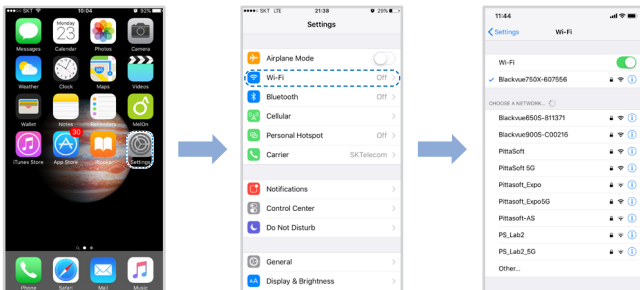 SKT 10:04 92%
Monday
23
Messages Calendar Photos Camera
Weather Clock Maps Videos
Wallet Notes Reminders MelOn
30
iTunes Store App Store iBooks Settings
Phone Safari Mail Music
SKT LTE 21:38 29%
Settings
Airplane Mode
Wi-Fi Off
Bluetooth Off
Cellular
Personal Hotspot Off
Carrier SKTelecom
Notifications
Control Center
Do Not Disturb
General
AA Display & Brightness
11:44
Settings Wi-Fi
Wi-Fi
Blackvue750X-607556
CHOOSE A NETWORK...
Blackvue650S-811371
Blackvue900S-C00216
PittaSoft
PittaSoft 5G
Pittasoft_Expo
Pittasoft_Expo5G
Pittasoft-AS
PS_Lab2
PS_Lab2_5G
Other...